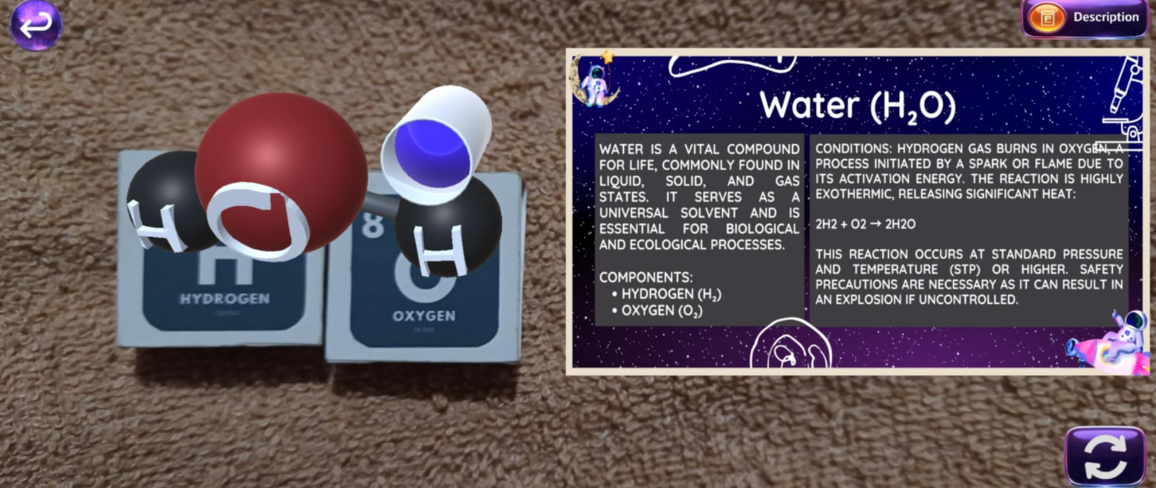 Description
Water (H₂O)
WATER IS A VITAL COMPOUND
FOR LIFE, COMMONLY FOUND IN
LIQUID, SOLID, AND GAS
STATES. IT SERVES AS A
UNIVERSAL SOLVENT AND IS
ESSENTIAL FOR BIOLOGICAL
AND ECOLOGICAL PROCESSES.
COMPONENTS:
• HYDROGEN (H₂)
• OXYGEN (O₂)
CONDITIONS: HYDROGEN GAS BURNS IN OXYGEN, A
PROCESS INITIATED BY A SPARK OR FLAME DUE TO
ITS ACTIVATION ENERGY. THE REACTION IS HIGHLY
EXOTHERMIC, RELEASING SIGNIFICANT HEAT:
2H2 + O2 → 2H2O
THIS REACTION OCCURS AT STANDARD PRESSURE
AND TEMPERATURE (STP) OR HIGHER. SAFETY
PRECAUTIONS ARE NECESSARY AS IT CAN RESULT IN
AN EXPLOSION IF UNCONTROLLED.
H
O
H
H
HYDROGEN
8
O
OXYGEN